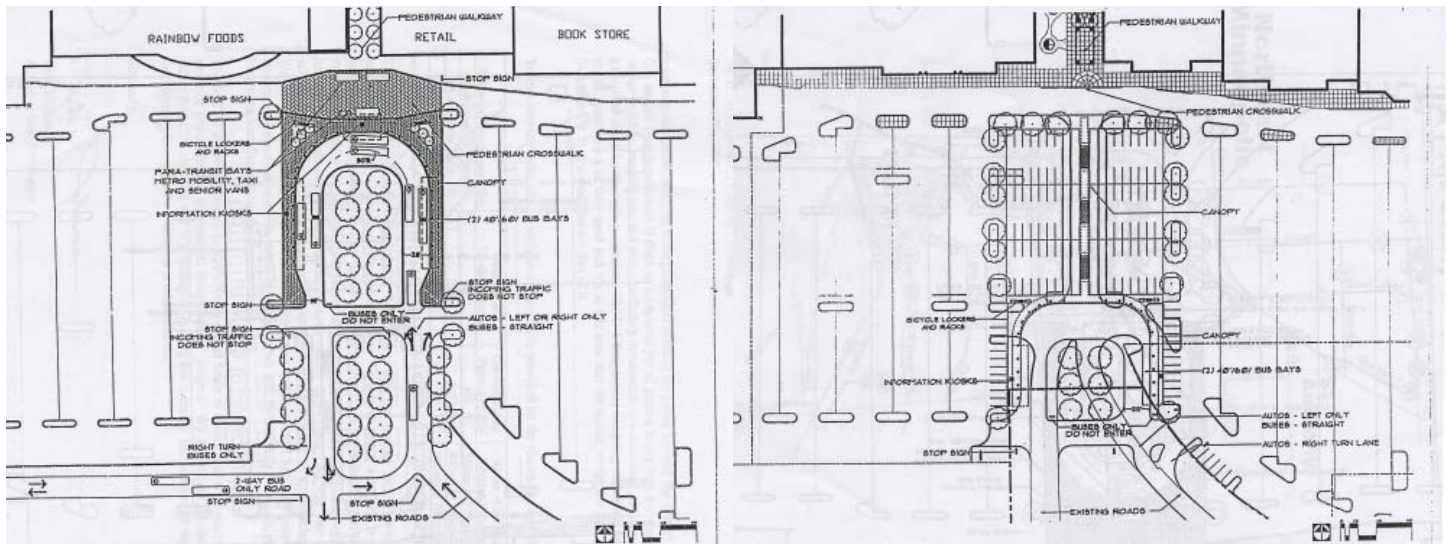 PEDESTRIAN WALKWAY
RAINBOW FOODS
RETAIL
BOOK STORE
STOP SIGN
STOP SIGN
BICYCLE LOCKERS
AND RACKS
PEDESTRIAN CROSSWALK
PARA-TRANSIT BAYS
METRO MOBILITY, TAXI
AND SENIOR VANS
CANOPY
INFORMATION KIOSKS
(2) 40'/60' BUS BAYS
STOP SIGN
INCOMING TRAFFIC
DOES NOT STOP
STOP SIGN
BUSES ONLY
DO NOT ENTER
AUTOS - LEFT OR RIGHT ONLY
BUSES - STRAIGHT
STOP SIGN
INCOMING TRAFFIC
DOES NOT STOP
RIGHT TURN
BUSES ONLY
2-WAY BUS
ONLY ROAD
STOP SIGN
STOP SIGN
EXISTING ROADS
PEDESTRIAN WALKWAY
PEDESTRIAN CROSSWALK
CANOPY
BICYCLE LOCKERS
AND RACKS
CANOPY
(2) 40'/60' BUS BAYS
INFORMATION KIOSKS
AUTOS - LEFT ONLY
BUSES - STRAIGHT
BUSES ONLY
DO NOT ENTER
AUTOS - RIGHT TURN LANE
STOP SIGN
EXISTING ROADS